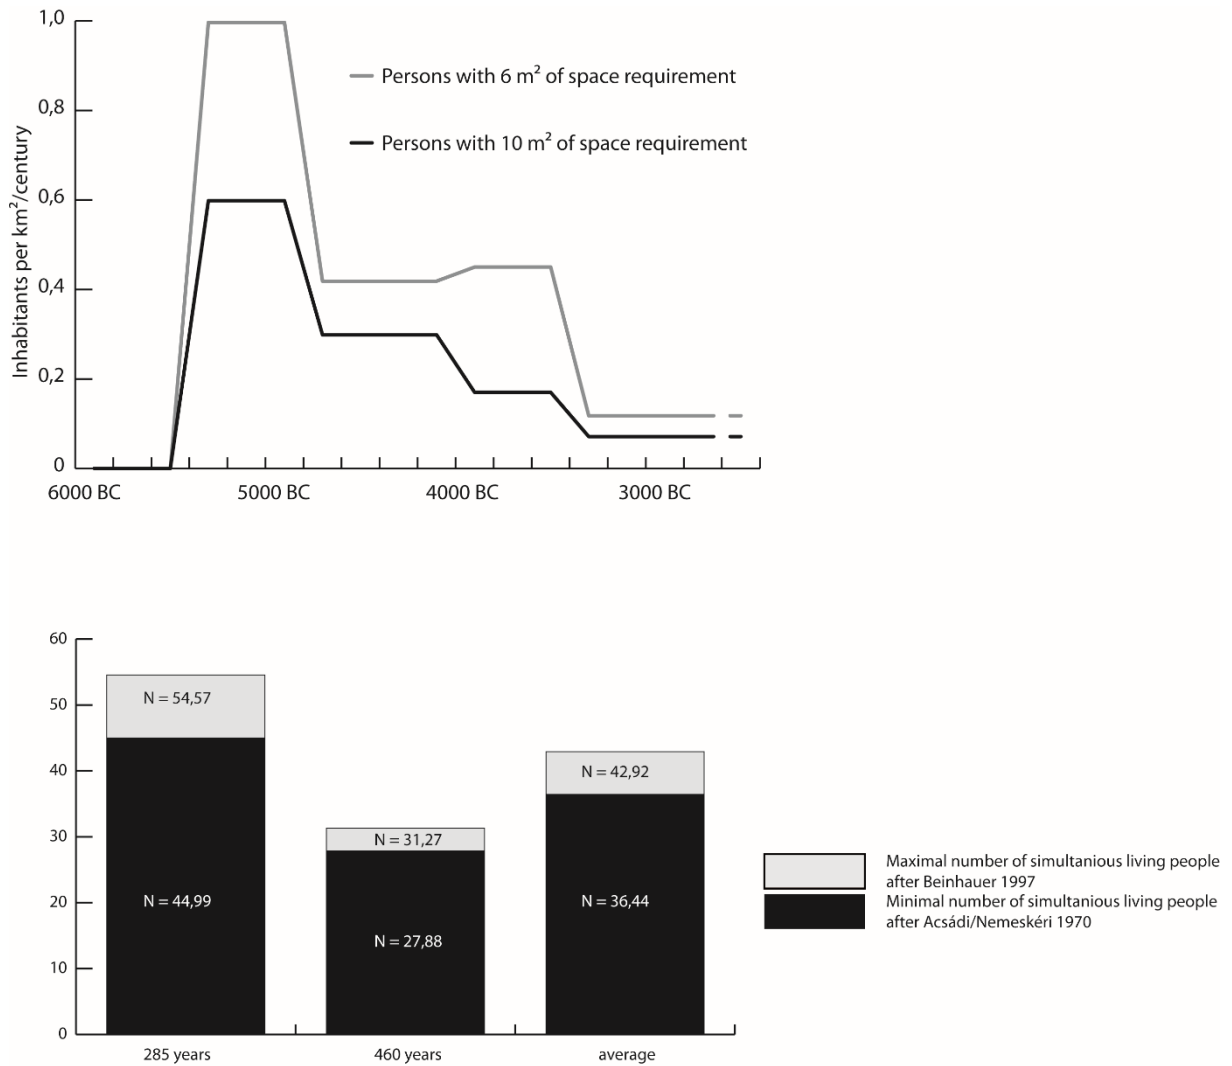 1,0
0,8
0,6
0,4
0,2
0
Inhabitants per km²/century
Persons with 6 m² of space requirement
Persons with 10 m² of space requirement
6000 BC 5000 BC 4000 BC 3000 BC
60
50
40
30
20
10
0
N = 54,57
N = 44,99
N = 31,27
N = 27,88
N = 42,92
N = 36,44
285 years 460 years average
Maximal number of simultanious living people
after Beinhauer 1997
Minimal number of simultanious living people
after Acsádi/Nemeskéri 1970